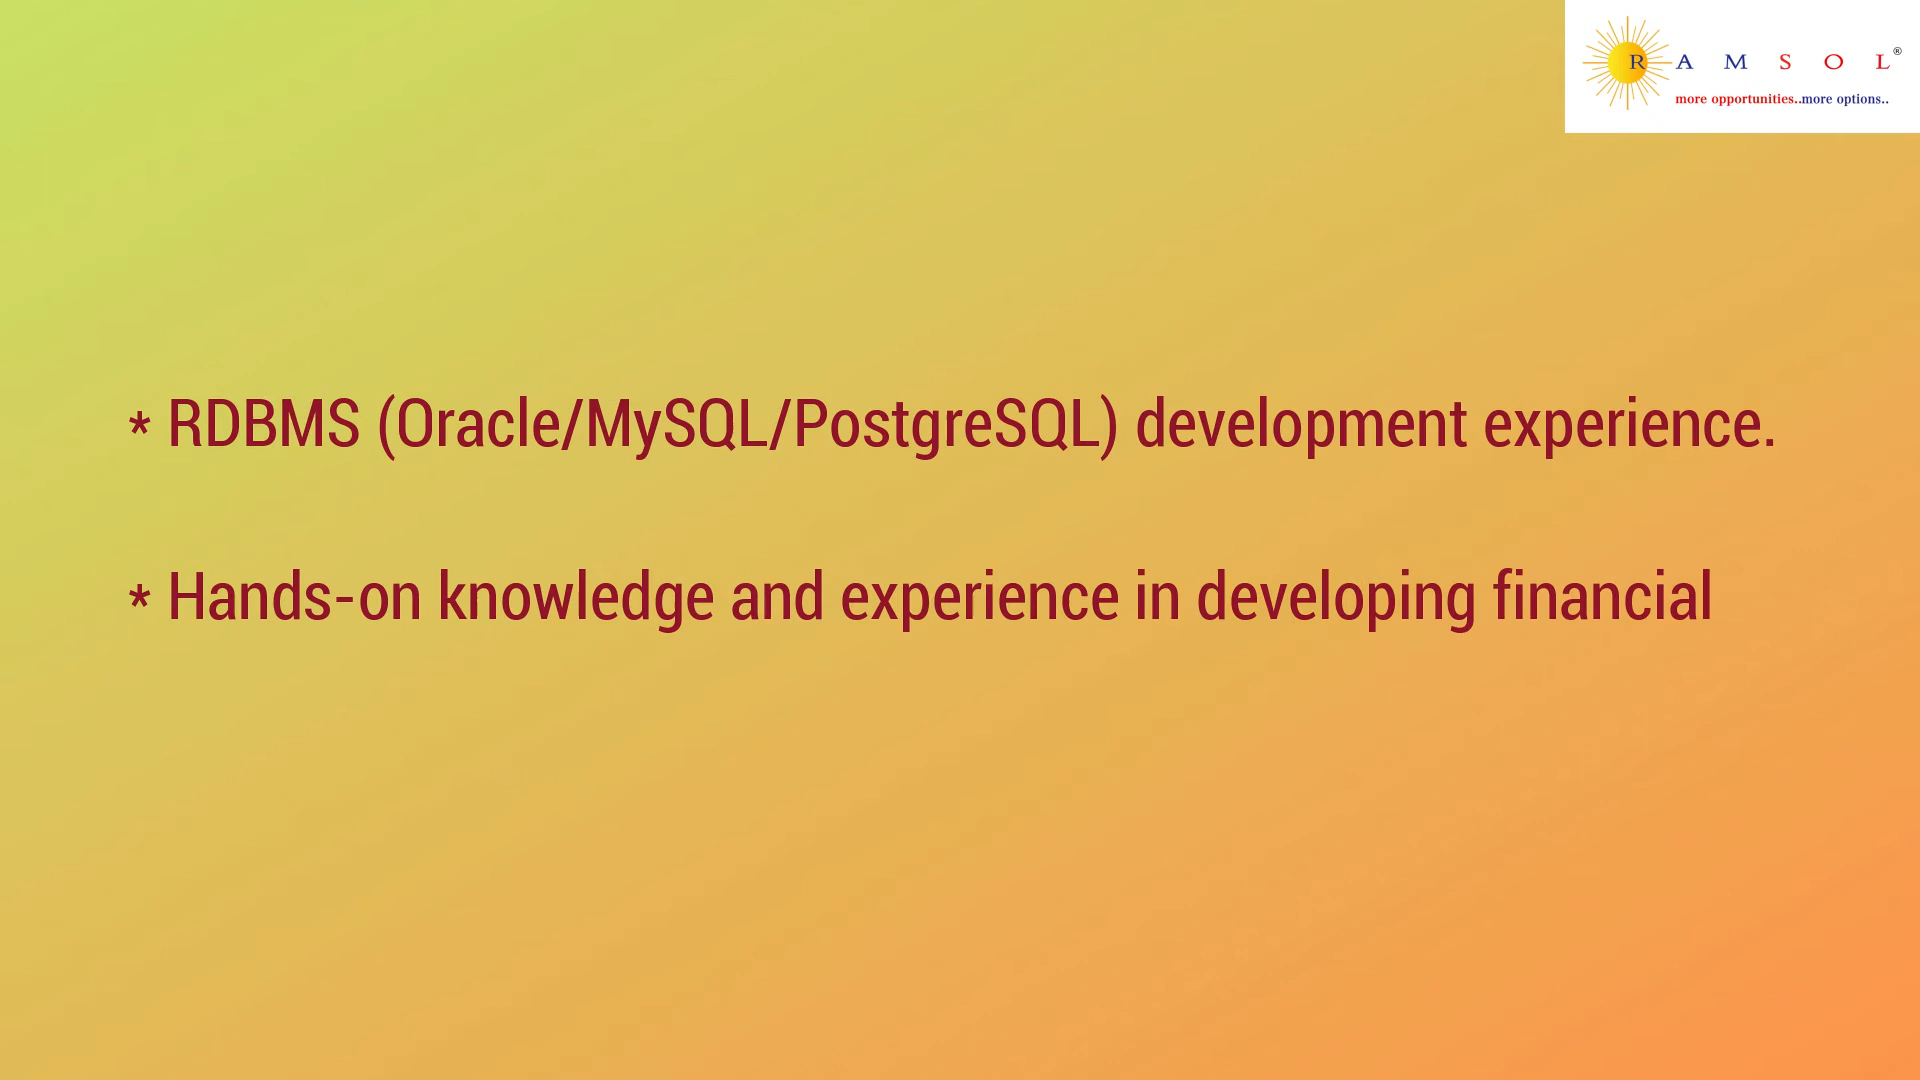 R A M S O L®
more opportunities..more options..
* RDBMS (Oracle/MySQL/PostgreSQL) development experience.
* Hands-on knowledge and experience in developing financial